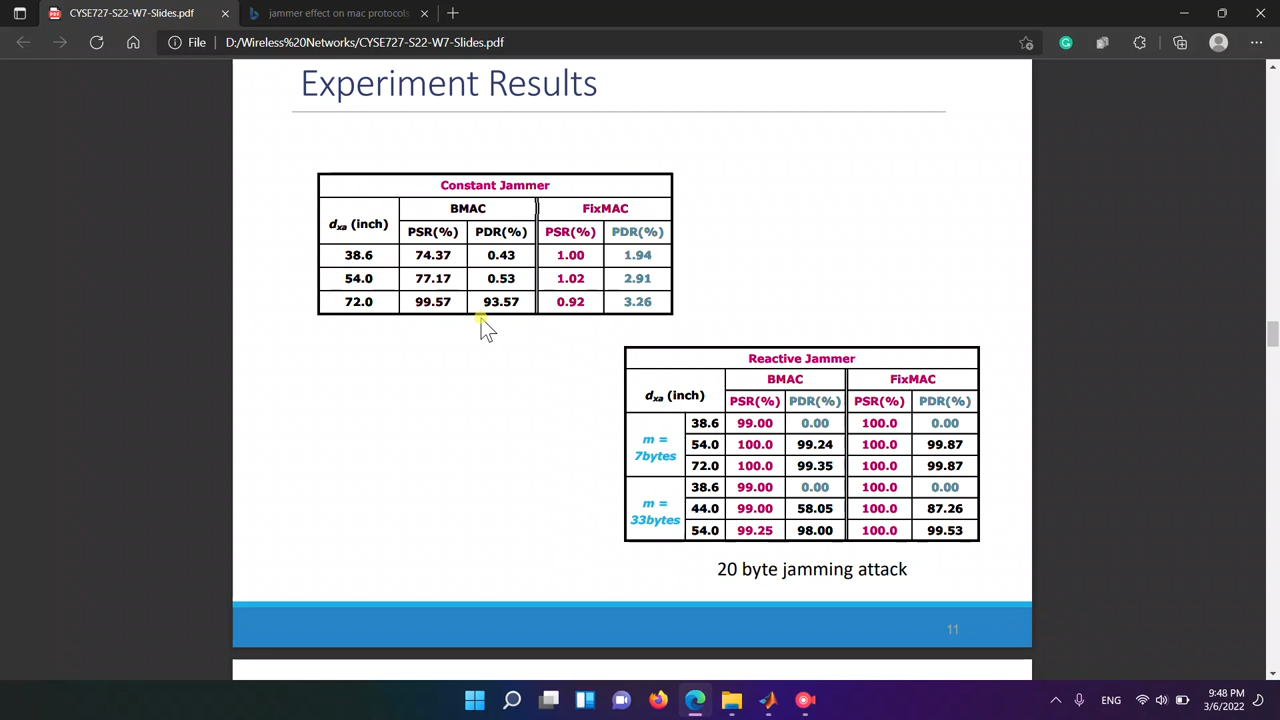 CYSE727-S22-W7-Slides.pdf
jammer effect on mac protocols
File
D:/Wireless%20Networks/CYSE727-S22-W7-Slides.pdf
Experiment Results
Constant Jammer
BMAC FixMAC
dxa (inch)
PSR(%) PDR(%) PSR(%) PDR(%)
38.6 74.37 0.43 1.00 1.94
54.0 77.17 0.53 1.02 2.91
72.0 99.57 93.57 0.92 3.26
Reactive Jammer
BMAC FixMAC
dxa (inch)
PSR(%) PDR(%) PSR(%) PDR(%)
m = 7bytes
38.6 99.00 0.00 100.0 0.00
54.0 100.0 99.24 100.0 99.87
72.0 100.0 99.35 100.0 99.87
m = 33bytes
38.6 99.00 0.00 100.0 0.00
44.0 99.00 58.05 100.0 87.26
54.0 99.25 98.00 100.0 99.53
20 byte jamming attack
11
ENG
9:48 PM
3/6/2022